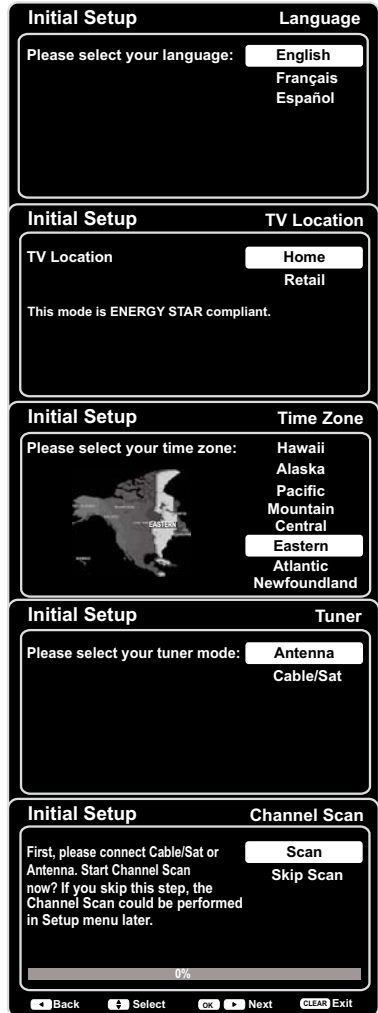 Initial Setup Language
Please select your language: English
Français
Español
Initial Setup TV Location
TV Location Home
Retail
This mode is ENERGY STAR compliant.
Initial Setup Time Zone
Please select your time zone: Hawaii
Alaska
Pacific
Mountain
Central
EASTERN
Eastern
Atlantic
Newfoundland
Initial Setup Tuner
Please select your tuner mode: Antenna
Cable/Sat
Initial Setup Channel Scan
First, please connect Cable/Sat or Scan
Antenna. Start Channel Scan
now? If you skip this step, the Skip Scan
Channel Scan could be performed
in Setup menu later.
0%
Back Select OK Next CLEAR Exit